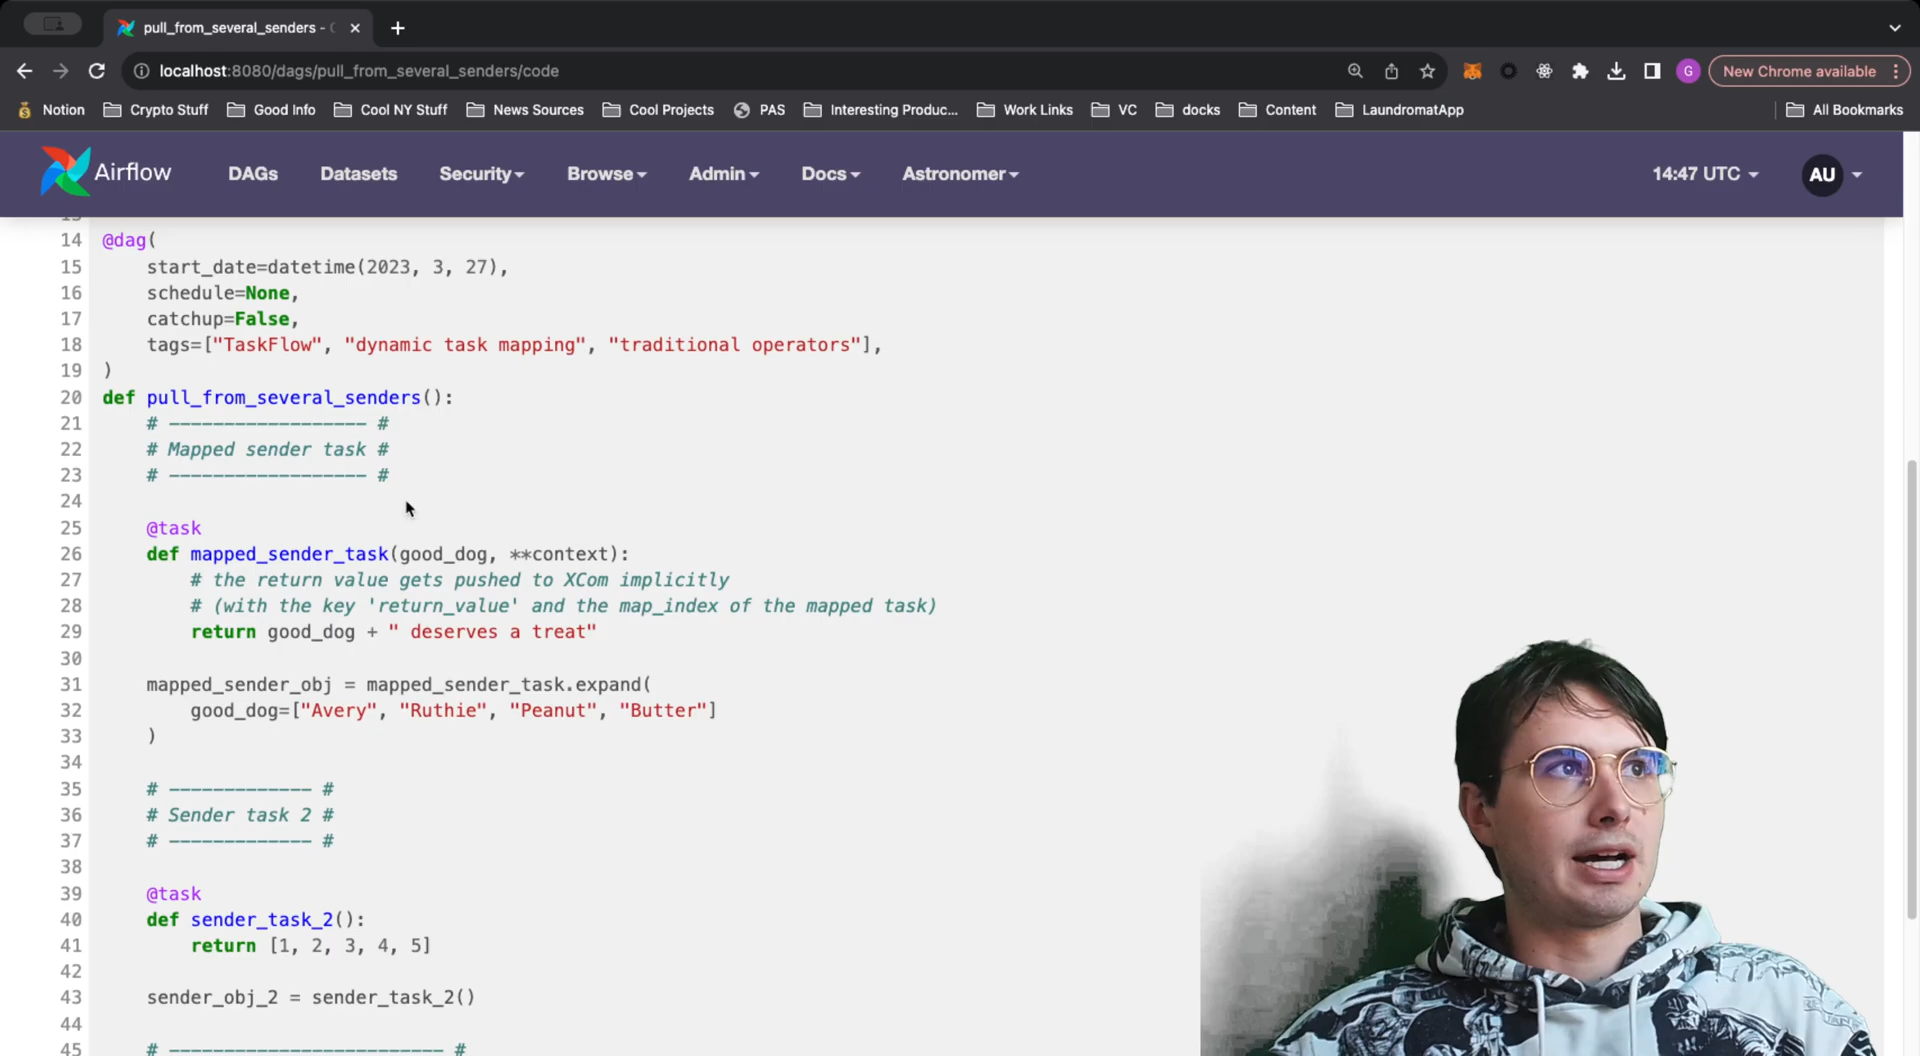 pull_from_several_senders -
localhost:8080/dags/pull_from_several_senders/code
G
New Chrome available
Notion
Crypto Stuff
Good Info
Cool NY Stuff
News Sources
Cool Projects
PAS
Interesting Produc...
Work Links
VC
docks
Content
LaundromatApp
All Bookmarks
Airflow
DAGs
Datasets
Security
Browse
Admin
Docs
Astronomer
14:47 UTC
AU
14 @dag(
15     start_date=datetime(2023, 3, 27),
16     schedule=None,
17     catchup=False,
18     tags=["TaskFlow", "dynamic task mapping", "traditional operators"],
19 )
20 def pull_from_several_senders():
21     # ------------------ #
22     # Mapped sender task #
23     # ------------------ #
24
25     @task
26     def mapped_sender_task(good_dog, **context):
27         # the return value gets pushed to XCom implicitly
28         # (with the key 'return_value' and the map_index of the mapped task)
29         return good_dog + " deserves a treat"
30
31     mapped_sender_obj = mapped_sender_task.expand(
32         good_dog=["Avery", "Ruthie", "Peanut", "Butter"]
33     )
34
35     # ------------- #
36     # Sender task 2 #
37     # ------------- #
38
39     @task
40     def sender_task_2():
41         return [1, 2, 3, 4, 5]
42
43     sender_obj_2 = sender_task_2()
44
45     # ------------------------- #